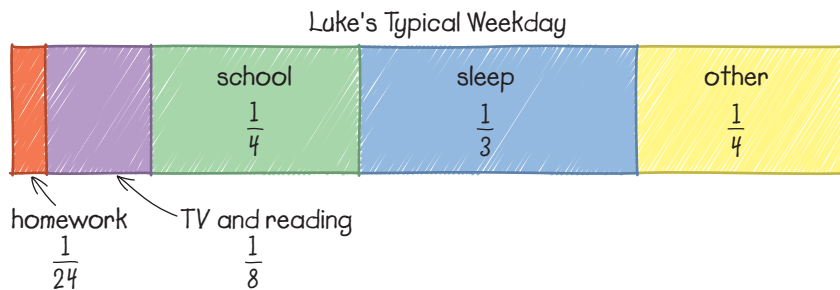 Luke's Typical Weekday
school
1/4
sleep
1/3
other
1/4
homework
1/24
TV and reading
1/8